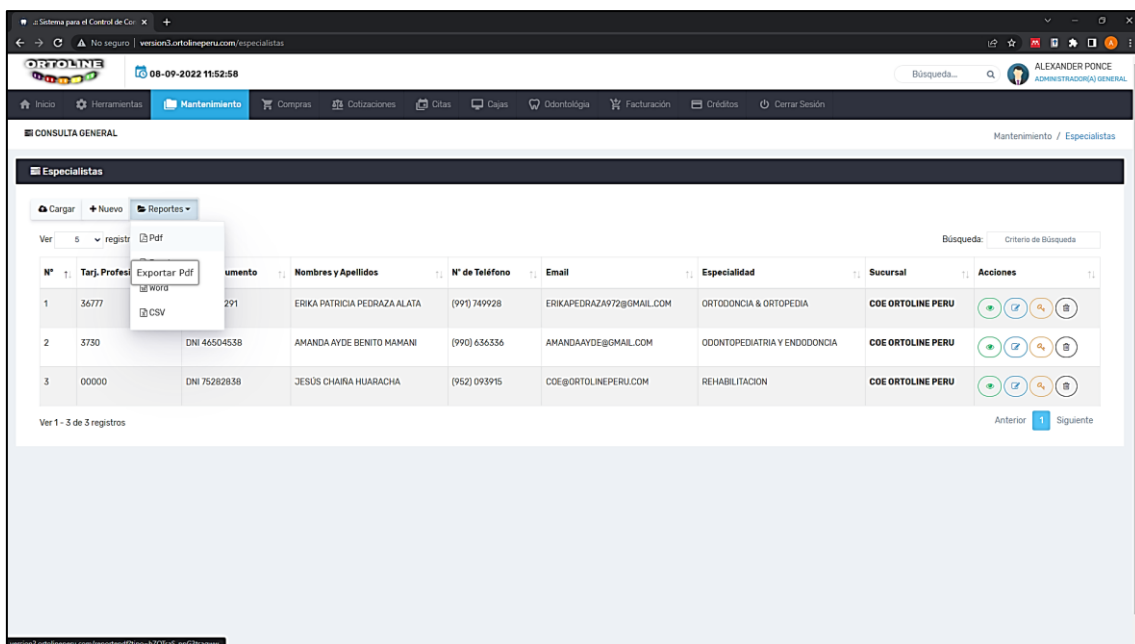 .:: Sistema para el Control de Con
No seguro | version3.ortolineperu.com/especialistas
ORTOLINE
08-09-2022 11:52:58
Búsqueda...
ALEXANDER PONCE
ADMINISTRADOR(A) GENERAL
Inicio Herramientas Mantenimiento Compras Cotizaciones Citas Cajas Odontológia Facturación Créditos Cerrar Sesión
CONSULTA GENERAL
Mantenimiento / Especialistas
Especialistas
Cargar Nuevo Reportes
Ver 5 registr Pdf Búsqueda: Criterio de Búsqueda
Nº Tarj. Profesi Exportar Pdf umento Nombres y Apellidos N° de Teléfono Email Especialidad Sucursal Acciones
Word
1 36777 291 ERIKA PATRICIA PEDRAZA ALATA (991) 749928 ERIKAPEDRAZA972@GMAIL.COM ORTODONCIA & ORTOPEDIA COE ORTOLINE PERU
CSV
2 3730 DNI 46504538 AMANDA AYDE BENITO MAMANI (990) 636336 AMANDAAYDE@GMAIL.COM ODONTOPEDIATRIA Y ENDODONCIA COE ORTOLINE PERU
3 00000 DNI 75282838 JESÚS CHAIÑA HUARACHA (952) 093915 COE@ORTOLINEPERU.COM REHABILITACION COE ORTOLINE PERU
Ver 1 - 3 de 3 registros
Anterior 1 Siguiente